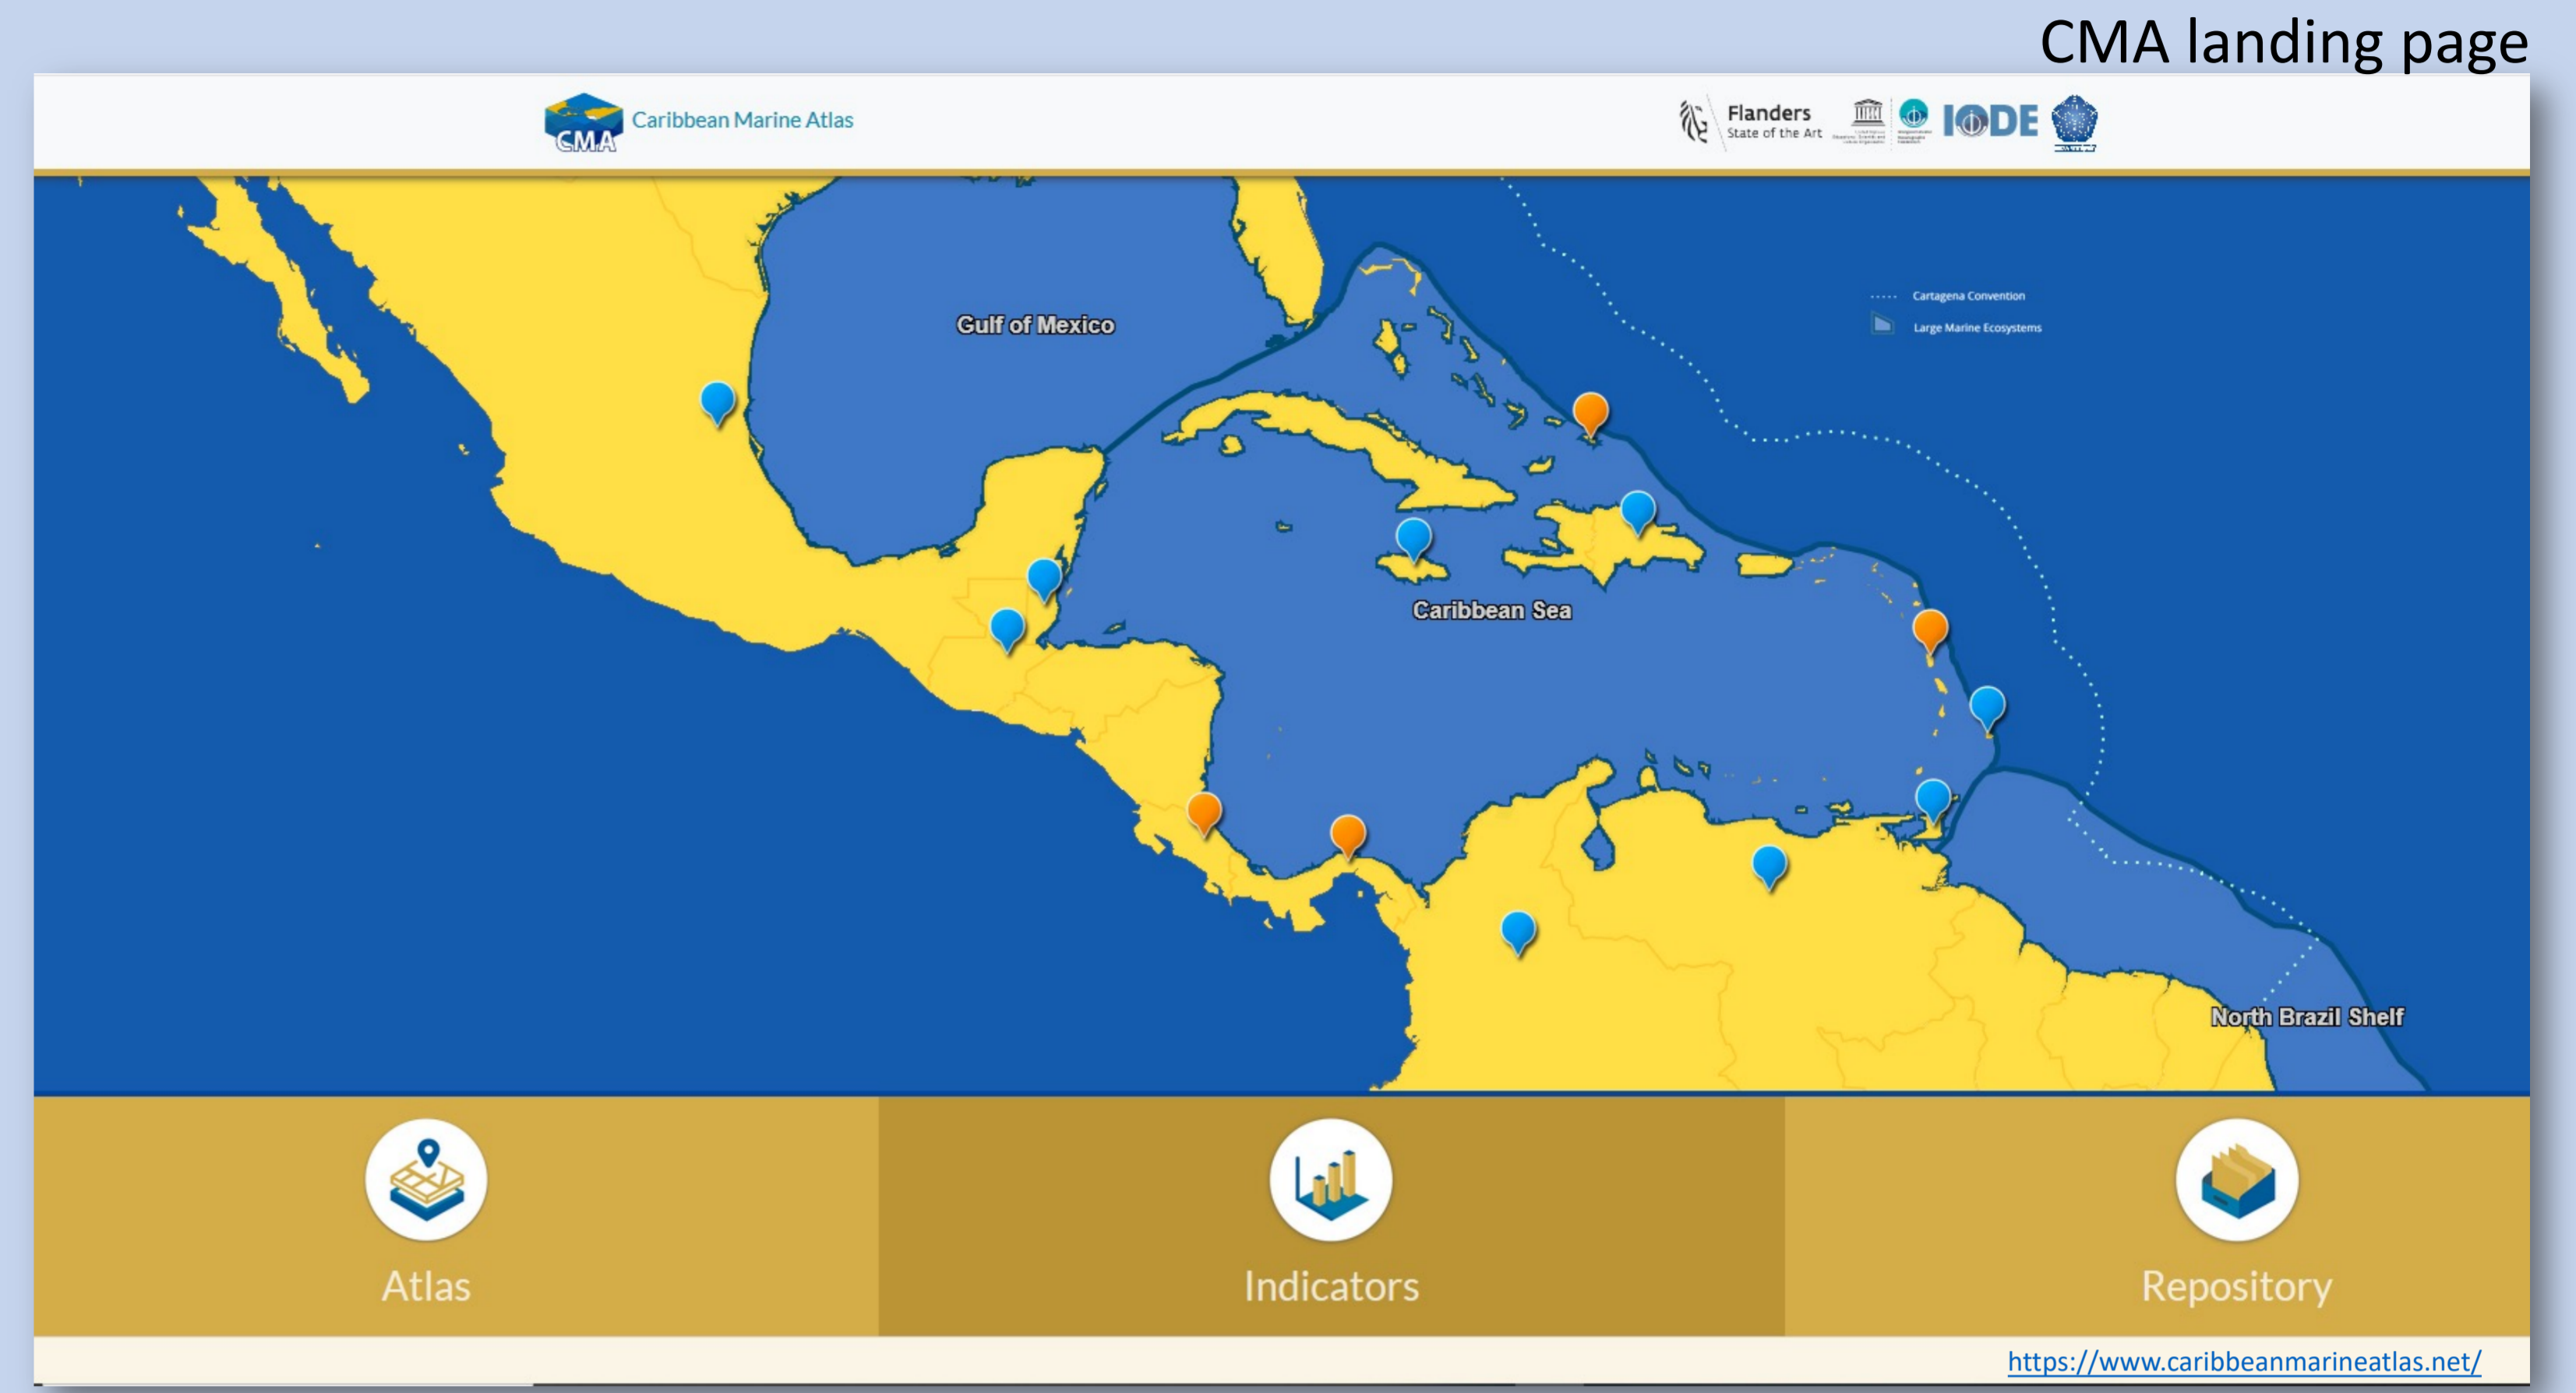 CMA landing page
CMA
Caribbean Marine Atlas
Flanders
State of the Art
IODE
Gulf of Mexico
Cartagena Convention
Large Marine Ecosystems
Caribbean Sea
North Brazil Shelf
Atlas
Indicators
Repository
https://www.caribbeanmarineatlas.net/